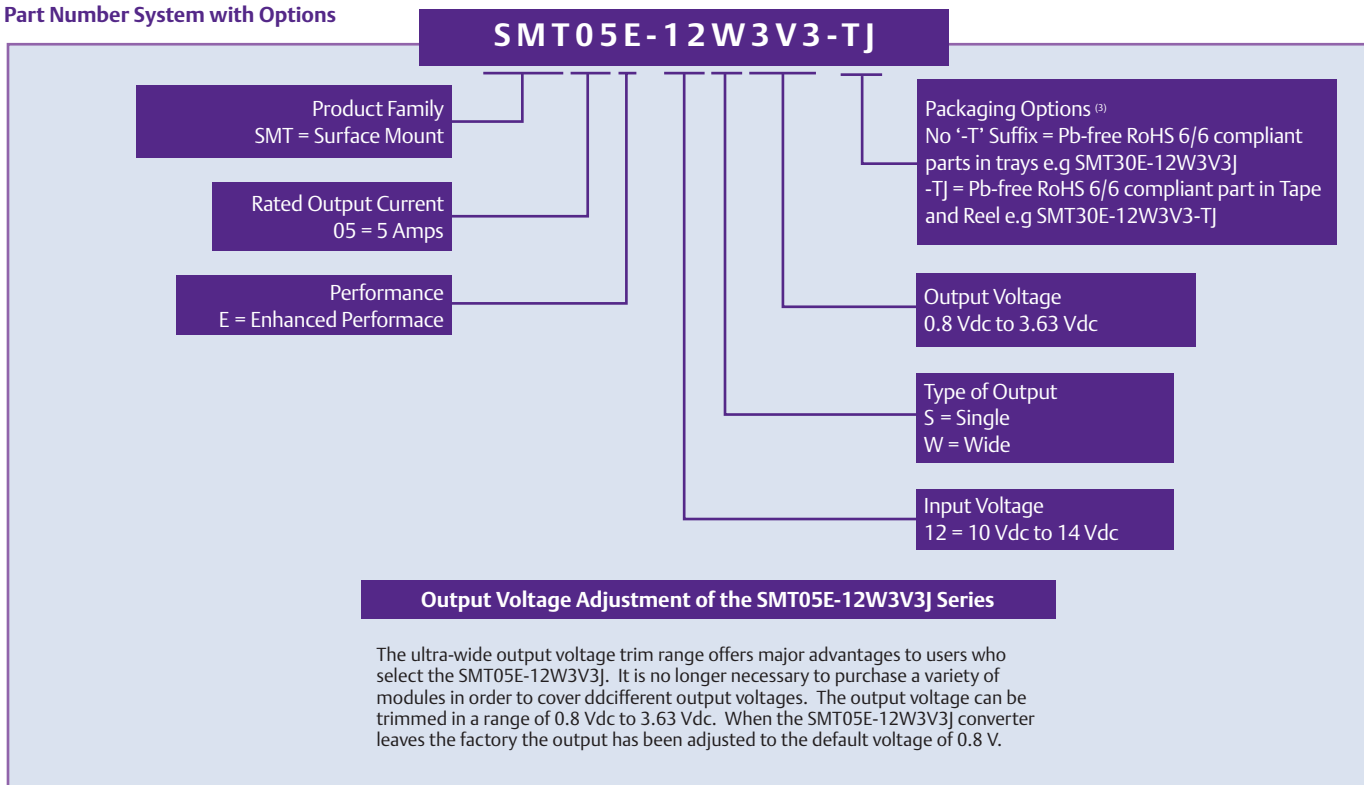 Part Number System with Options
SMT05E-12W3V3-TJ
Product Family
SMT = Surface Mount
Rated Output Current
05 = 5 Amps
Performance
E = Enhanced Performace
Packaging Options (3)
No ‘-T’ Suffix = Pb-free RoHS 6/6 compliant
parts in trays e.g SMT30E-12W3V3J
-TJ = Pb-free RoHS 6/6 compliant part in Tape
and Reel e.g SMT30E-12W3V3-TJ
Output Voltage
0.8 Vdc to 3.63 Vdc
Type of Output
S = Single
W = Wide
Input Voltage
12 = 10 Vdc to 14 Vdc
Output Voltage Adjustment of the SMT05E-12W3V3J Series
The ultra-wide output voltage trim range offers major advantages to users who
select the SMT05E-12W3V3J. It is no longer necessary to purchase a variety of
modules in order to cover ddcifferent output voltages. The output voltage can be
trimmed in a range of 0.8 Vdc to 3.63 Vdc. When the SMT05E-12W3V3J converter
leaves the factory the output has been adjusted to the default voltage of 0.8 V.